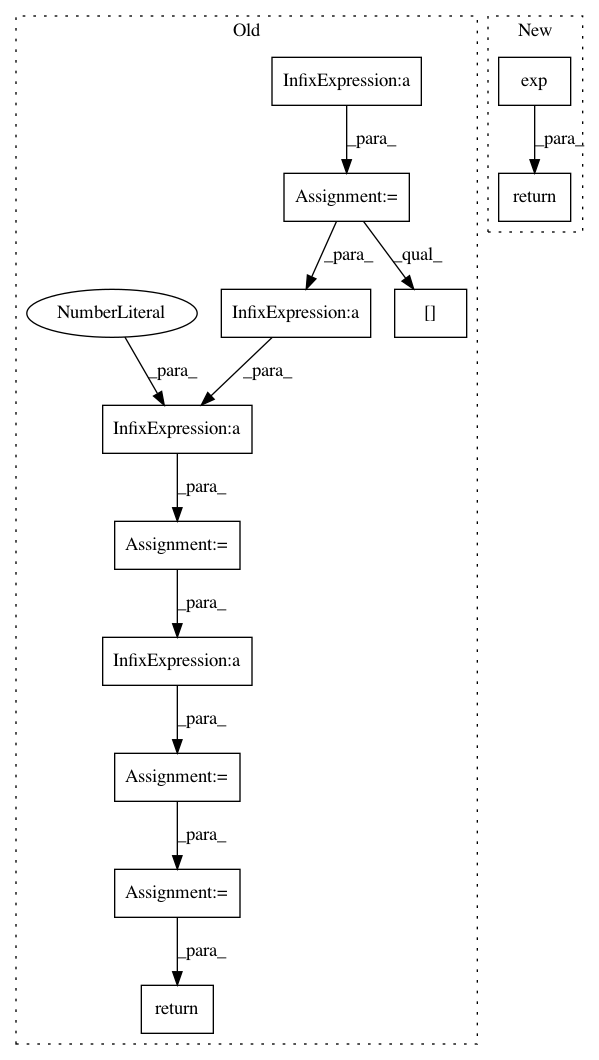 Old
New
InfixExpression:a
exp
_para_
_para_
Assignment:=
return
_para_
_qual_
NumberLiteral
InfixExpression:a
[]
_para_
_para_
InfixExpression:a
_para_
Assignment:=
_para_
InfixExpression:a
_para_
Assignment:=
_para_
Assignment:=
_para_
return